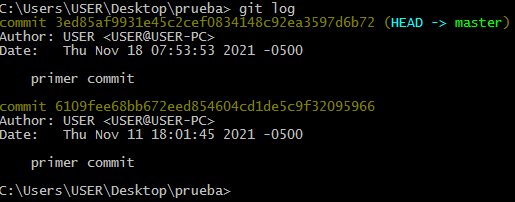 C:\Users\USER\Desktop\prueba> git log
commit 3ed85af9931e45c2cef0834148c92ea3597d6b72 (HEAD -> master)
Author: USER <USER@USER-PC>
Date:   Thu Nov 18 07:53:53 2021 -0500
    primer commit
commit 6109fee68bb672eed854604cd1de5c9f32095966
Author: USER <USER@USER-PC>
Date:   Thu Nov 11 18:01:45 2021 -0500
    primer commit
C:\Users\USER\Desktop\prueba>